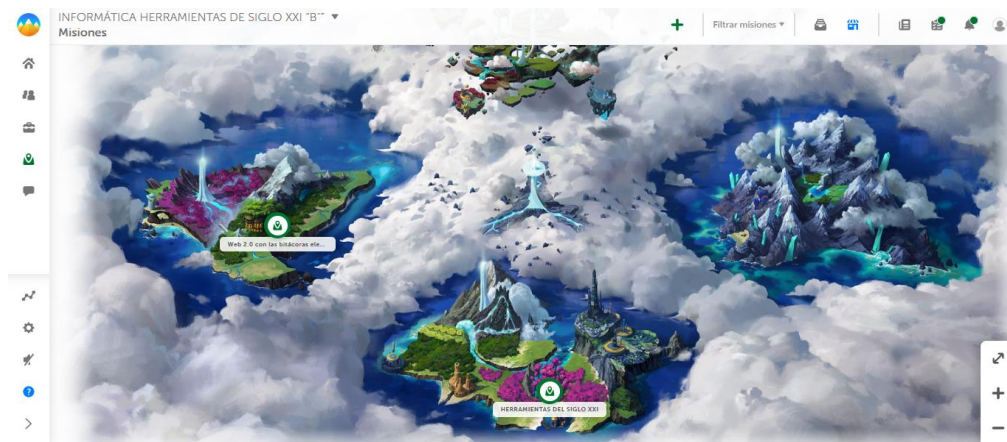 INFORMÁTICA HERRAMIENTAS DE SIGLO XXI "B"" ▼
Misiones
Filtrar misiones ▼
Web 2.0 con las bitácoras ele...
HERRAMIENTAS DEL SIGLO XXI